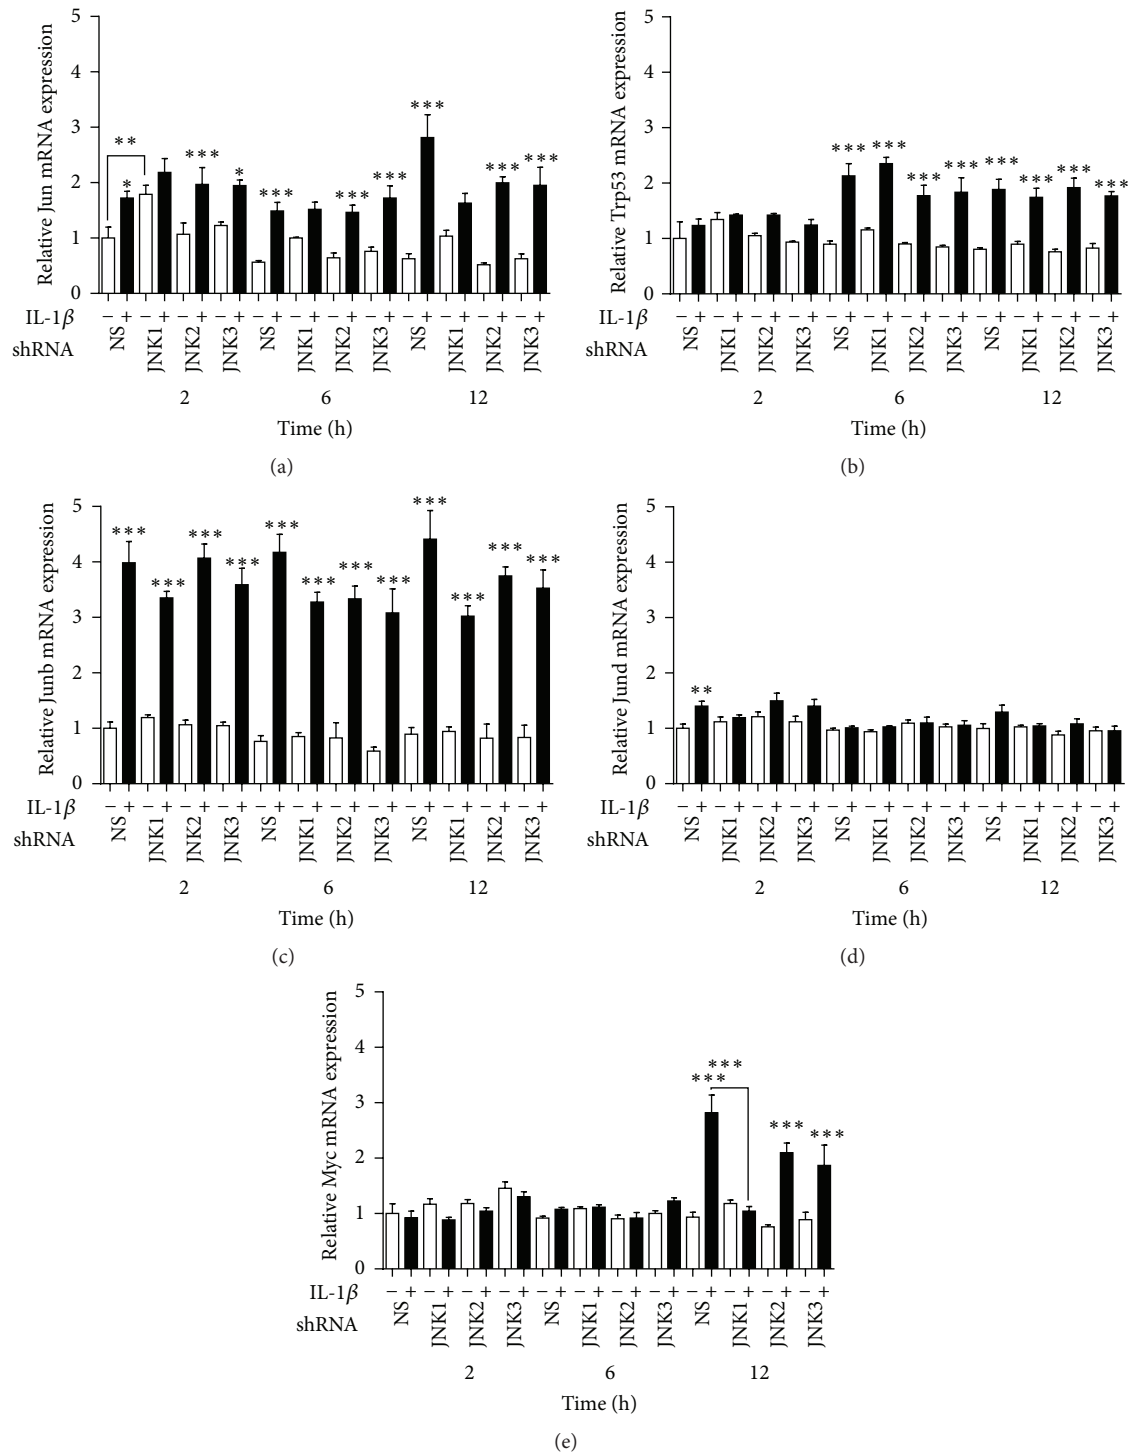 5
4
3
2
1
0
Relative Jun mRNA expression
** * *** * *** *** *** *** *** ***
IL-1β − + − + − + − + − + − + − + − + − + − + − + − +
shRNA NS JNK1 JNK2 JNK3 NS JNK1 JNK2 JNK3 NS JNK1 JNK2 JNK3
2 6 12
Time (h)
(a)
5
4
3
2
1
0
Relative Trp53 mRNA expression
*** *** *** *** *** *** *** ***
IL-1β − + − + − + − + − + − + − + − + − + − + − + − +
shRNA NS JNK1 JNK2 JNK3 NS JNK1 JNK2 JNK3 NS JNK1 JNK2 JNK3
2 6 12
Time (h)
(b)
5
4
3
2
1
0
Relative Junb mRNA expression
*** *** *** *** *** *** *** *** *** *** *** ***
IL-1β − + − + − + − + − + − + − + − + − + − + − + − +
shRNA NS JNK1 JNK2 JNK3 NS JNK1 JNK2 JNK3 NS JNK1 JNK2 JNK3
2 6 12
Time (h)
(c)
5
4
3
2
1
0
Relative Jund mRNA expression
**
IL-1β − + − + − + − + − + − + − + − + − + − + − + − +
shRNA NS JNK1 JNK2 JNK3 NS JNK1 JNK2 JNK3 NS JNK1 JNK2 JNK3
2 6 12
Time (h)
(d)
5
4
3
2
1
0
Relative Myc mRNA expression
*** *** *** ***
IL-1β − + − + − + − + − + − + − + − + − + − + − + − +
shRNA NS JNK1 JNK2 JNK3 NS JNK1 JNK2 JNK3 NS JNK1 JNK2 JNK3
2 6 12
Time (h)
(e)